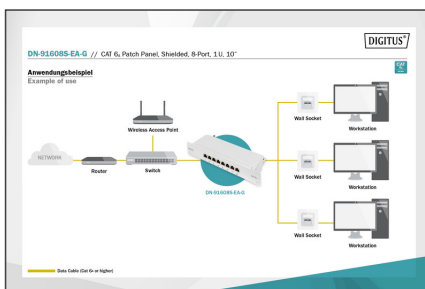 DIGITUS®
DN-91608S-EA-G // CAT 6A Patch Panel, Shielded, 8-Port, 1U, 10"
CAT
Anwendungsbeispiel
Example of use
Wireless Access Point
Wall Socket
Workstation
NETWORK
Router
Switch
DN-91608S-EA-G
Wall Socket
Workstation
Wall Socket
Workstation
Data Cable (Cat 6A or higher)